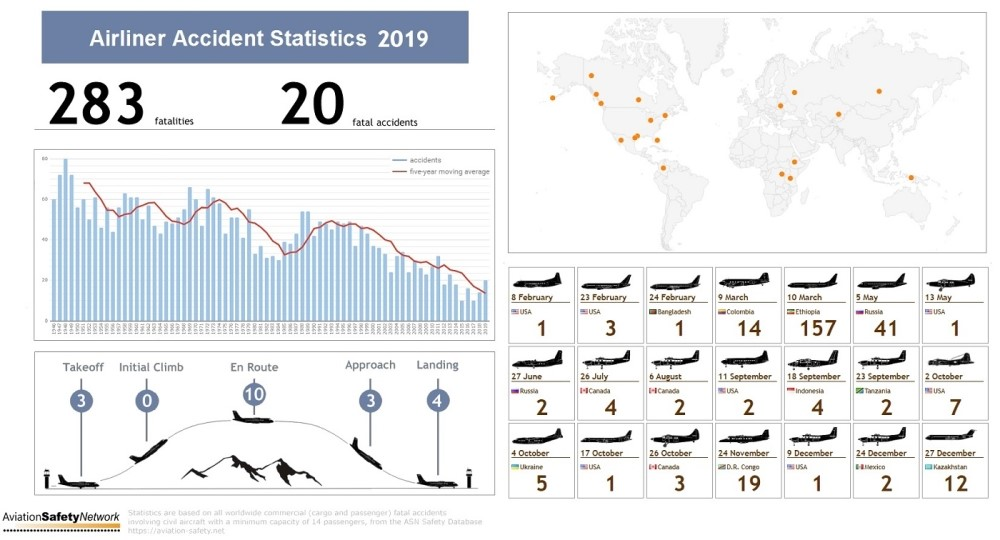 Airliner Accident Statistics 2019
283 fatalities
20 fatal accidents
accidents
five-year moving average
80
60
40
20
0
Takeoff
Initial Climb
En Route
Approach
Landing
3
0
10
3
4
8 February
USA
1
23 February
USA
3
24 February
Bangladesh
1
9 March
Colombia
14
10 March
Ethiopia
157
5 May
Russia
41
13 May
USA
1
27 June
Russia
2
26 July
Canada
4
6 August
Canada
2
11 September
USA
2
18 September
Indonesia
4
23 September
Tanzania
2
2 October
USA
7
4 October
Ukraine
5
17 October
USA
1
26 October
Canada
3
24 November
D.R. Congo
19
9 December
USA
1
24 December
Mexico
2
27 December
Kazakhstan
12
AviationSafetyNetwork
Statistics are based on all worldwide commercial (cargo and passenger) fatal accidents
involving civil aircraft with a minimum capacity of 14 passengers, from the ASN Safety Database
https://aviation-safety.net